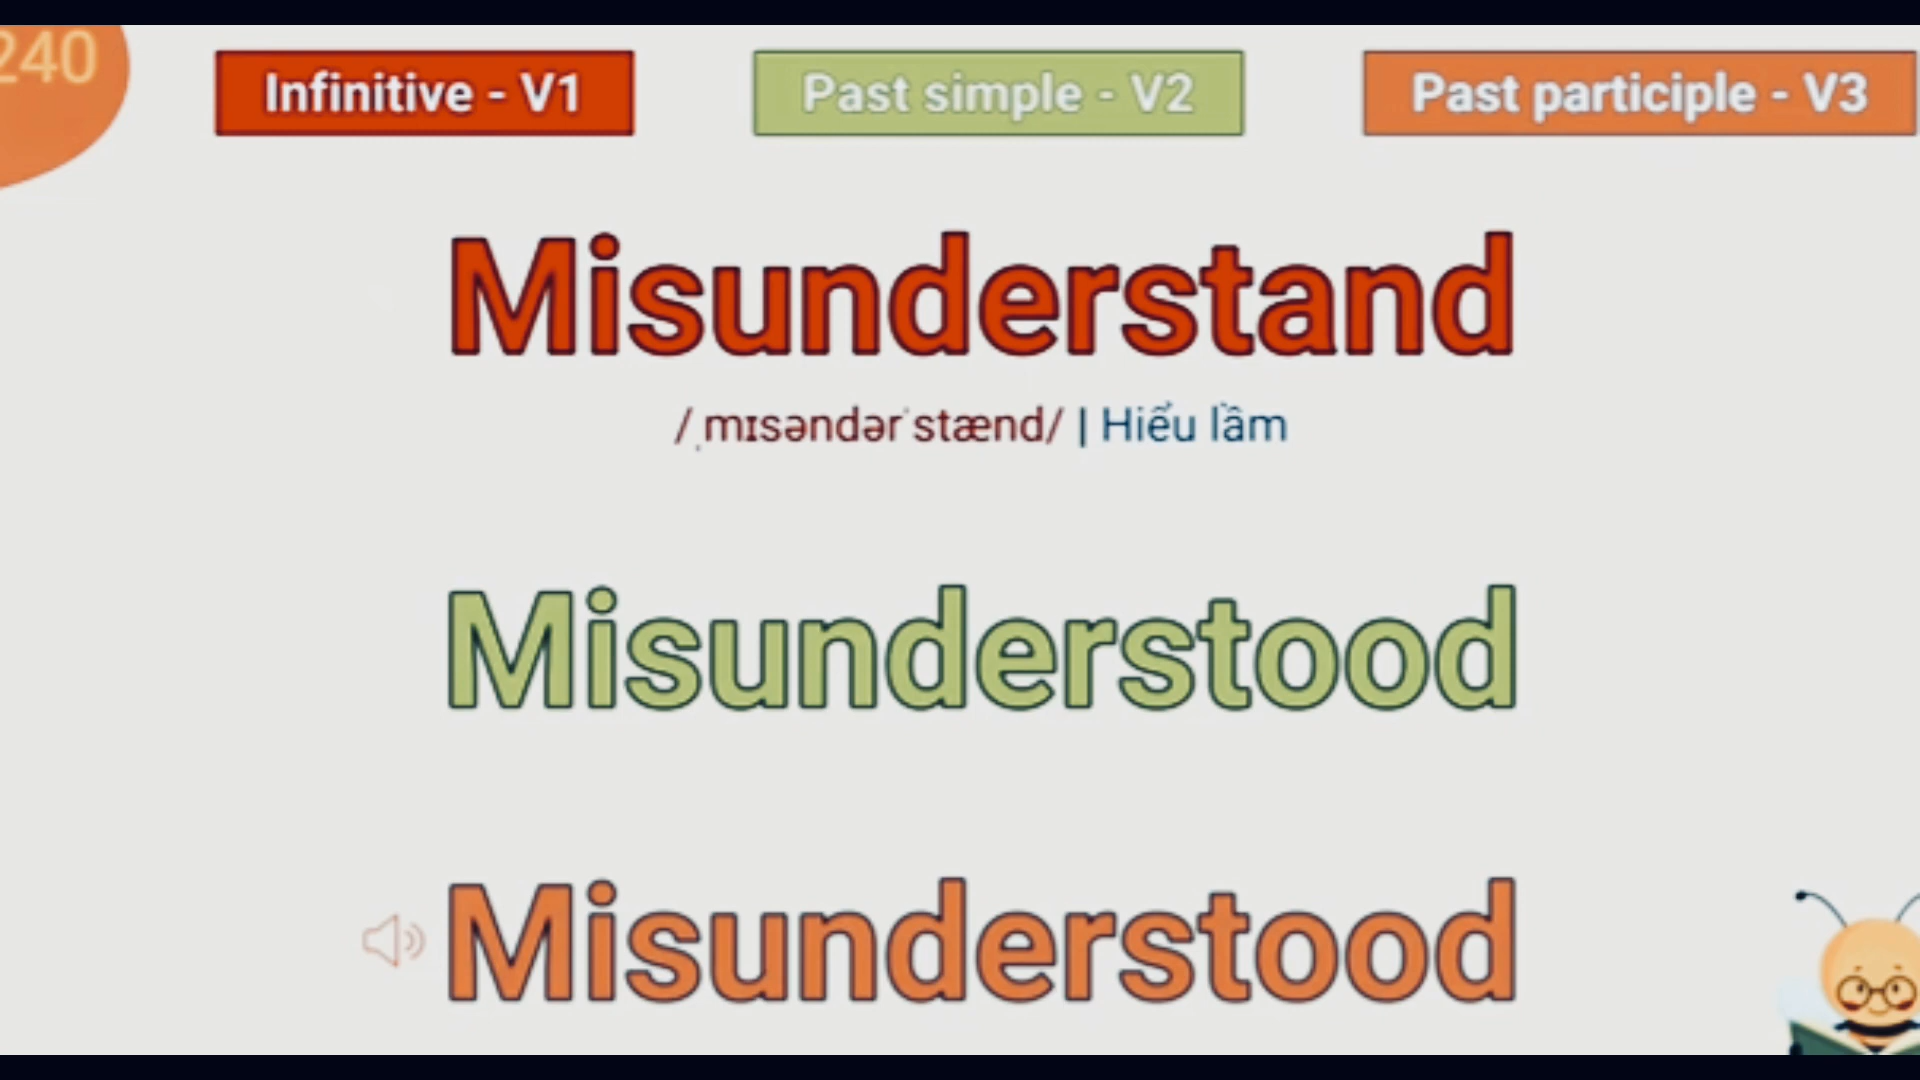 240
Infinitive - V1
Past simple - V2
Past participle - V3
Misunderstand
/ˌmɪsəndərˈstænd/ | Hiểu lầm
Misunderstood
Misunderstood